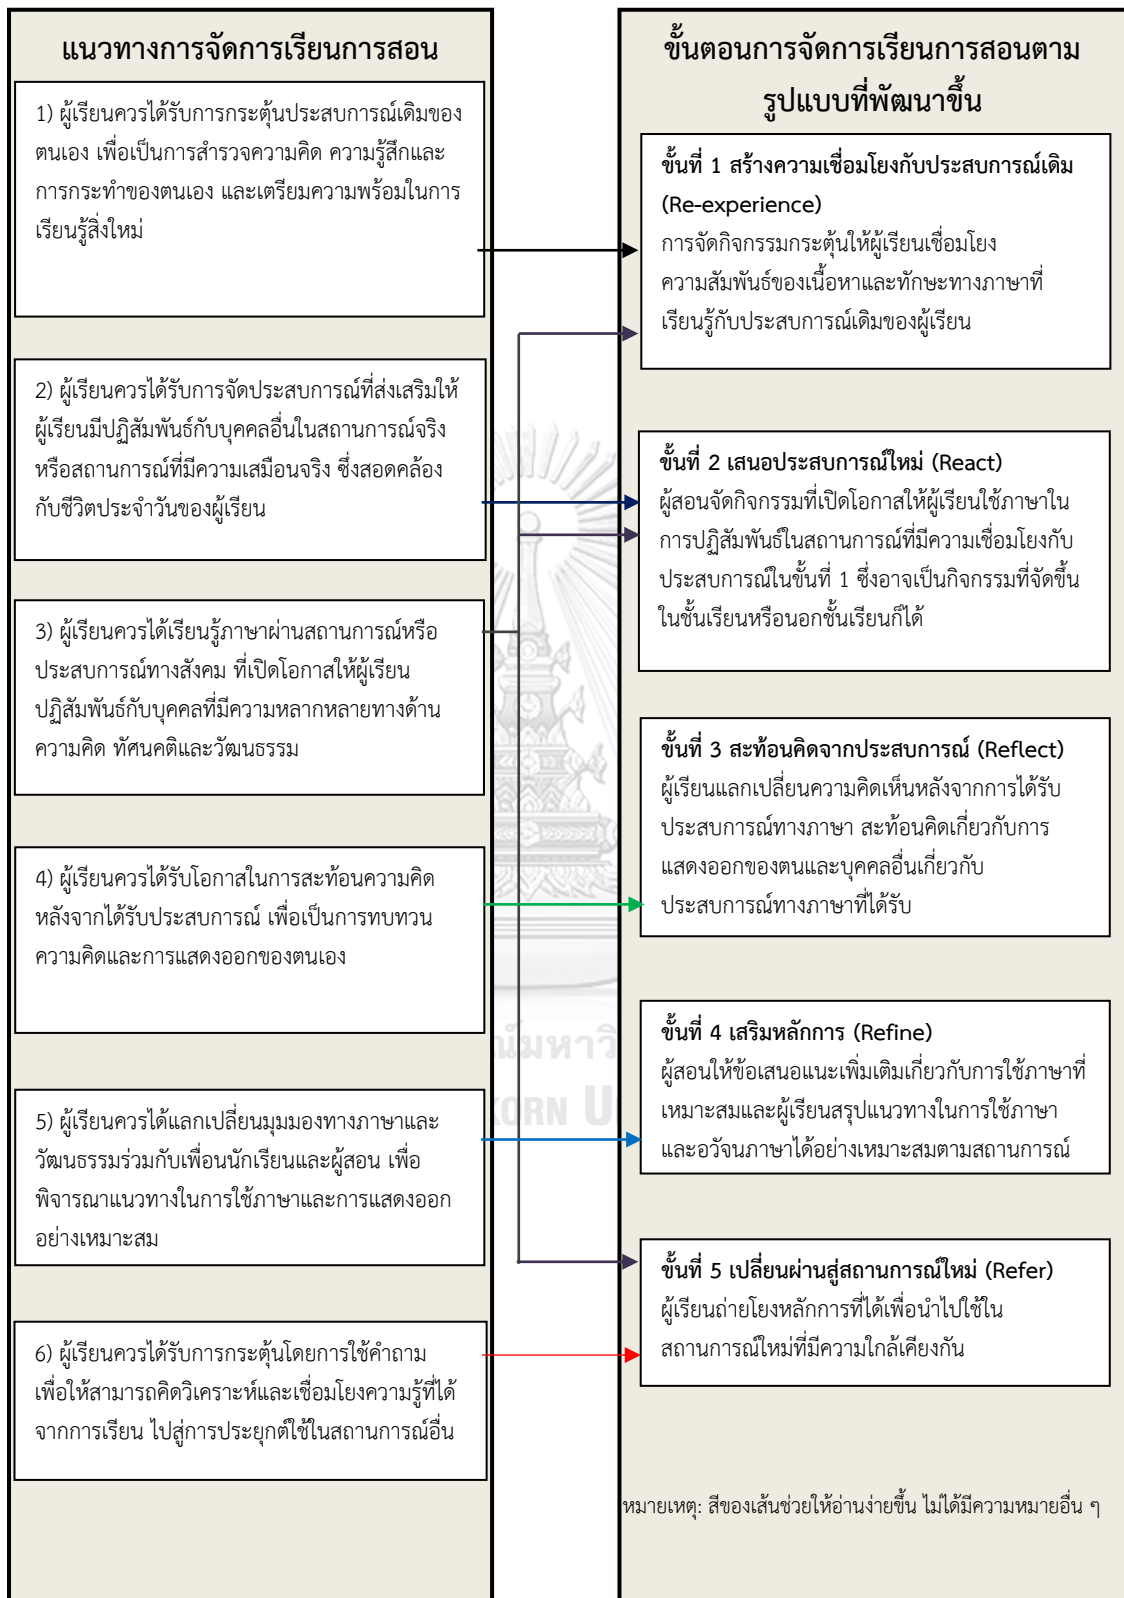 แนวทางการจัดการเรียนการสอน
1) ผู้เรียนควรได้รับการกระตุ้นประสบการณ์เดิมของ
ตนเอง เพื่อเป็นการสำรวจความคิด ความรู้สึกและ
การกระทำของตนเอง และเตรียมความพร้อมในการ
เรียนรู้สิ่งใหม่
2) ผู้เรียนควรได้รับการจัดประสบการณ์ที่ส่งเสริมให้
ผู้เรียนมีปฏิสัมพันธ์กับบุคคลอื่นในสถานการณ์จริง
หรือสถานการณ์ที่มีความเสมือนจริง ซึ่งสอดคล้อง
กับชีวิตประจำวันของผู้เรียน
3) ผู้เรียนควรได้เรียนรู้ภาษาผ่านสถานการณ์หรือ
ประสบการณ์ทางสังคม ที่เปิดโอกาสให้ผู้เรียน
ปฏิสัมพันธ์กับบุคคลที่มีความหลากหลายทางด้าน
ความคิด ทัศนคติและวัฒนธรรม
4) ผู้เรียนควรได้รับโอกาสในการสะท้อนความคิด
หลังจากได้รับประสบการณ์ เพื่อเป็นการทบทวน
ความคิดและการแสดงออกของตนเอง
5) ผู้เรียนควรได้แลกเปลี่ยนมุมมองทางภาษาและ
วัฒนธรรมร่วมกับเพื่อนนักเรียนและผู้สอน เพื่อ
พิจารณาแนวทางในการใช้ภาษาและการแสดงออก
อย่างเหมาะสม
6) ผู้เรียนควรได้รับการกระตุ้นโดยการใช้คำถาม
เพื่อให้สามารถคิดวิเคราะห์และเชื่อมโยงความรู้ที่ได้
จากการเรียน ไปสู่การประยุกต์ใช้ในสถานการณ์อื่น
ขั้นตอนการจัดการเรียนการสอนตาม
รูปแบบที่พัฒนาขึ้น
ขั้นที่ 1 สร้างความเชื่อมโยงกับประสบการณ์เดิม
(Re-experience)
การจัดกิจกรรมกระตุ้นให้ผู้เรียนเชื่อมโยง
ความสัมพันธ์ของเนื้อหาและทักษะทางภาษาที่
เรียนรู้กับประสบการณ์เดิมของผู้เรียน
ขั้นที่ 2 เสนอประสบการณ์ใหม่ (React)
ผู้สอนจัดกิจกรรมที่เปิดโอกาสให้ผู้เรียนใช้ภาษาใน
การปฏิสัมพันธ์ในสถานการณ์ที่มีความเชื่อมโยงกับ
ประสบการณ์ในขั้นที่ 1 ซึ่งอาจเป็นกิจกรรมที่จัดขึ้น
ในชั้นเรียนหรือนอกชั้นเรียนก็ได้
ขั้นที่ 3 สะท้อนคิดจากประสบการณ์ (Reflect)
ผู้เรียนแลกเปลี่ยนความคิดเห็นหลังจากการได้รับ
ประสบการณ์ทางภาษา สะท้อนคิดเกี่ยวกับการ
แสดงออกของตนและบุคคลอื่นเกี่ยวกับ
ประสบการณ์ทางภาษาที่ได้รับ
ขั้นที่ 4 เสริมหลักการ (Refine)
ผู้สอนให้ข้อเสนอแนะเพิ่มเติมเกี่ยวกับการใช้ภาษาที่
เหมาะสมและผู้เรียนสรุปแนวทางในการใช้ภาษา
และอวัจนภาษาได้อย่างเหมาะสมตามสถานการณ์
ขั้นที่ 5 เปลี่ยนผ่านสู่สถานการณ์ใหม่ (Refer)
ผู้เรียนถ่ายโยงหลักการที่ได้เพื่อนำไปใช้ใน
สถานการณ์ใหม่ที่มีความใกล้เคียงกัน
หมายเหตุ: สีของเส้นช่วยให้อ่านง่ายขึ้น ไม่ได้มีความหมายอื่น ๆ